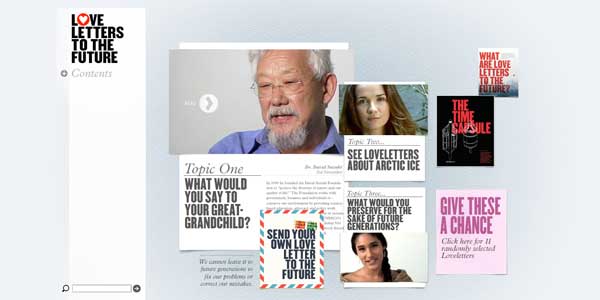 LOVE
LETTERS
TO THE
FUTURE
Contents
Topic One
WHAT WOULD
YOU SAY TO
YOUR GREAT-
GRANDCHILD?
Dr. David Suzuki
We cannot leave it to
future generations to
fix our problems or
correct our mistakes.
SEND YOUR
OWN LOVE
LETTER TO
THE FUTURE
Topic Two...
SEE LOVELETTERS
ABOUT ARCTIC ICE
Topic Three...
WHAT WOULD YOU
PRESERVE FOR THE
SAKE OF FUTURE
GENERATIONS?
WHAT
ARE LOVE
LETTERS
TO THE
FUTURE?
THE
TIME
CAPSULE
GIVE THESE
A CHANCE
Click here for 11
randomly selected
Loveletters